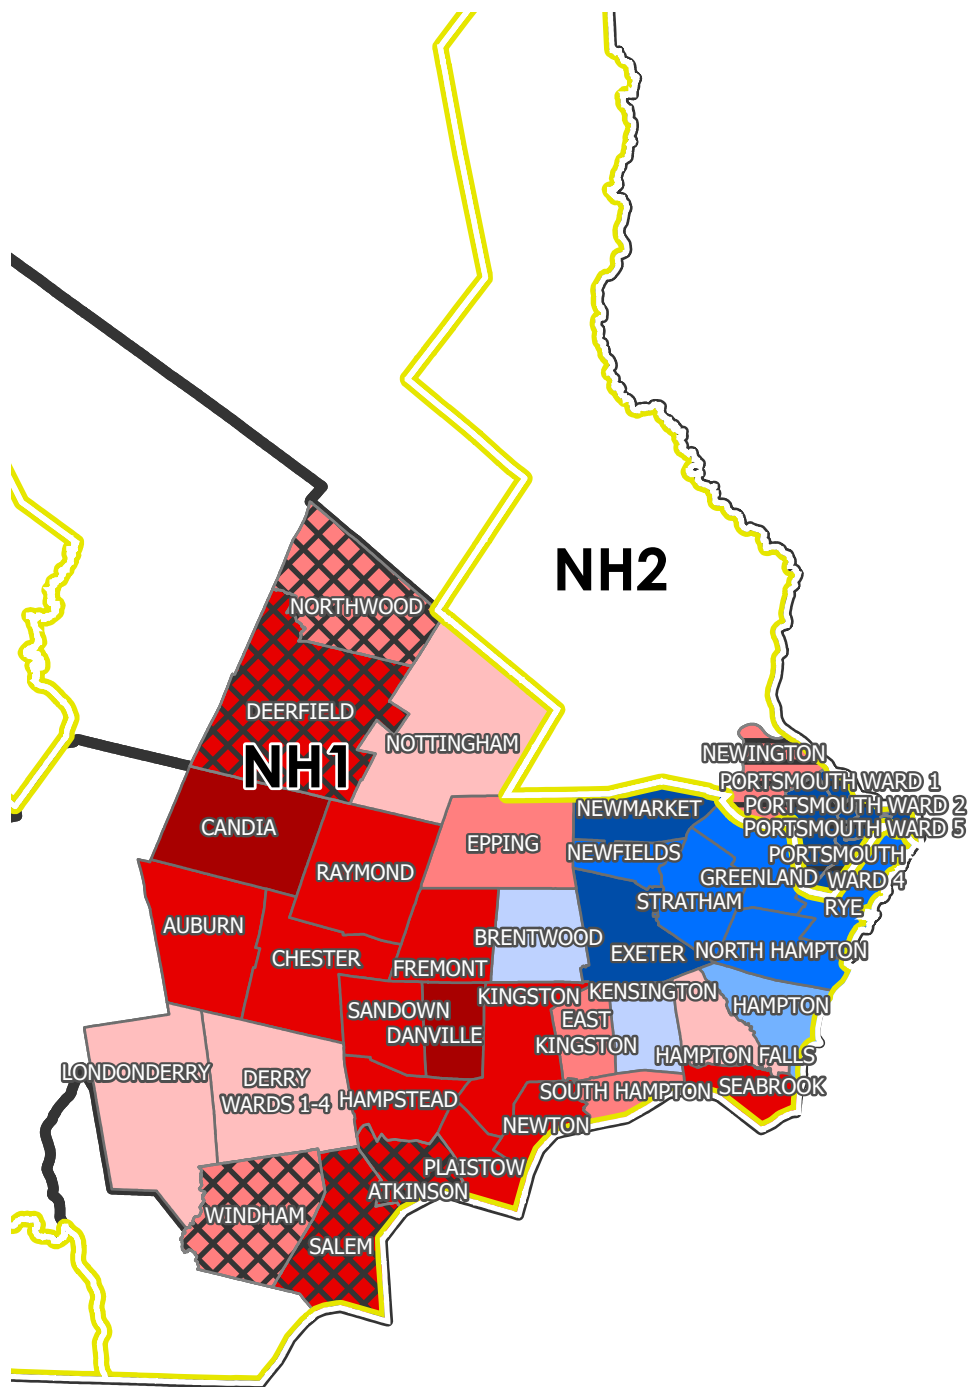 NH2
NORTHWOOD
DEERFIELD
NOTTINGHAM
NEWINGTON
NH1
PORTSMOUTH WARD 1
NEWMARKET
PORTSMOUTH WARD 2
CANDIA
PORTSMOUTH WARD 5
EPPING
NEWFIELDS
PORTSMOUTH
WARD 4
RAYMOND
GREENLAND
STRATHAM
RYE
AUBURN
BRENTWOOD
EXETER
NORTH HAMPTON
CHESTER
FREMONT
KENSINGTON
KINGSTON
HAMPTON
SANDOWN
EAST
KINGSTON
DANVILLE
HAMPTON FALLS
LONDONDERRY
DERRY
WARDS 1-4
SEABROOK
SOUTH HAMPTON
HAMPSTEAD
NEWTON
PLAISTOW
ATKINSON
WINDHAM
SALEM